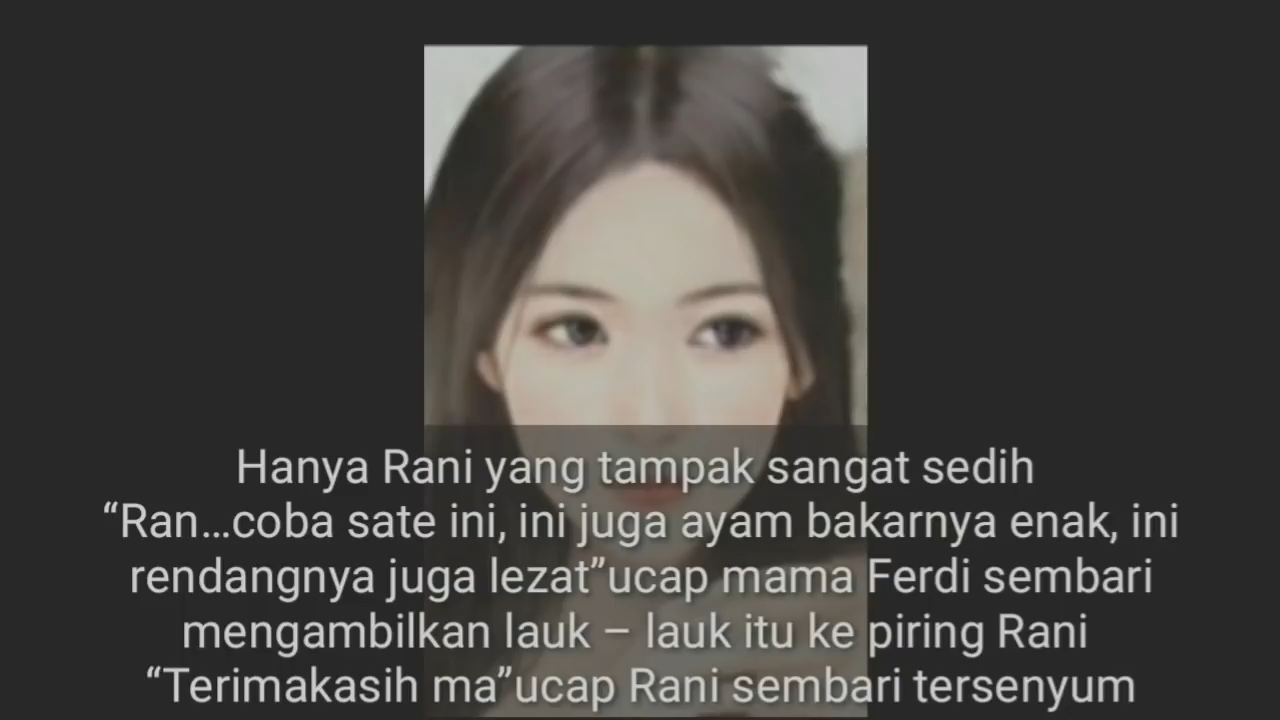 Hanya Rani yang tampak sangat sedih
“Ran...coba sate ini, ini juga ayam bakarnya enak, ini
rendangnya juga lezat”ucap mama Ferdi sembari
mengambilkan lauk – lauk itu ke piring Rani
“Terimakasih ma”ucap Rani sembari tersenyum